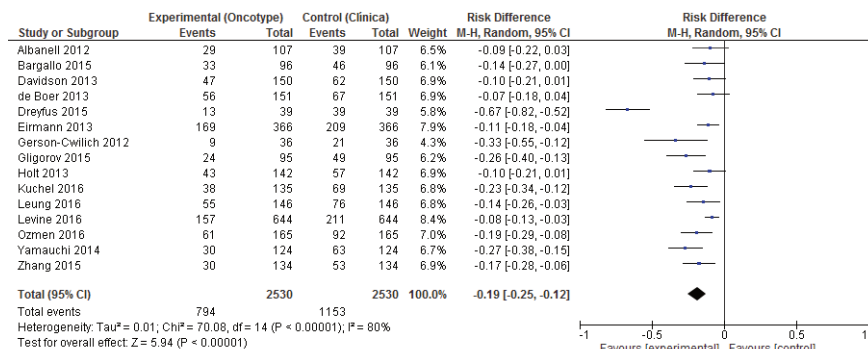 Experimental (Oncotype) Control (Clínica) Risk Difference Risk Difference
Study or Subgroup Events Total Events Total Weight M-H, Random, 95% CI M-H, Random, 95% CI
Albanell 2012 29 107 39 107 6.5% -0.09 [-0.22, 0.03]
Bargallo 2015 33 96 46 96 6.2% -0.14 [-0.27, 0.00]
Davidson 2013 47 150 62 150 6.9% -0.10 [-0.21, 0.01]
de Boer 2013 56 151 67 151 6.8% -0.07 [-0.18, 0.04]
Dreyfus 2015 13 39 39 39 5.8% -0.67 [-0.82, -0.52]
Eirmann 2013 169 366 209 366 7.9% -0.11 [-0.18, -0.04]
Gerson-Cwilich 2012 9 36 21 36 4.2% -0.33 [-0.55, -0.12]
Gligorov 2015 24 95 49 95 6.2% -0.26 [-0.40, -0.13]
Holt 2013 43 142 57 142 6.9% -0.10 [-0.21, 0.01]
Kuchel 2016 38 135 69 135 6.8% -0.23 [-0.34, -0.12]
Leung 2016 55 146 76 146 6.8% -0.14 [-0.26, -0.03]
Levine 2016 157 644 211 644 8.4% -0.08 [-0.13, -0.03]
Ozmen 2016 61 165 92 165 6.9% -0.19 [-0.29, -0.08]
Yamauchi 2014 30 124 63 124 6.7% -0.27 [-0.38, -0.15]
Zhang 2015 30 134 53 134 6.9% -0.17 [-0.28, -0.06]
Total (95% CI) 2530 2530 100.0% -0.19 [-0.25, -0.12]
Total events 794 1153
Heterogeneity: Tau² = 0.01; Chi² = 70.08, df = 14 (P < 0.00001); I² = 80%
Test for overall effect: Z = 5.94 (P < 0.00001)
-1 -0.5 0 0.5 1
Favours [experimental] Favours [control]